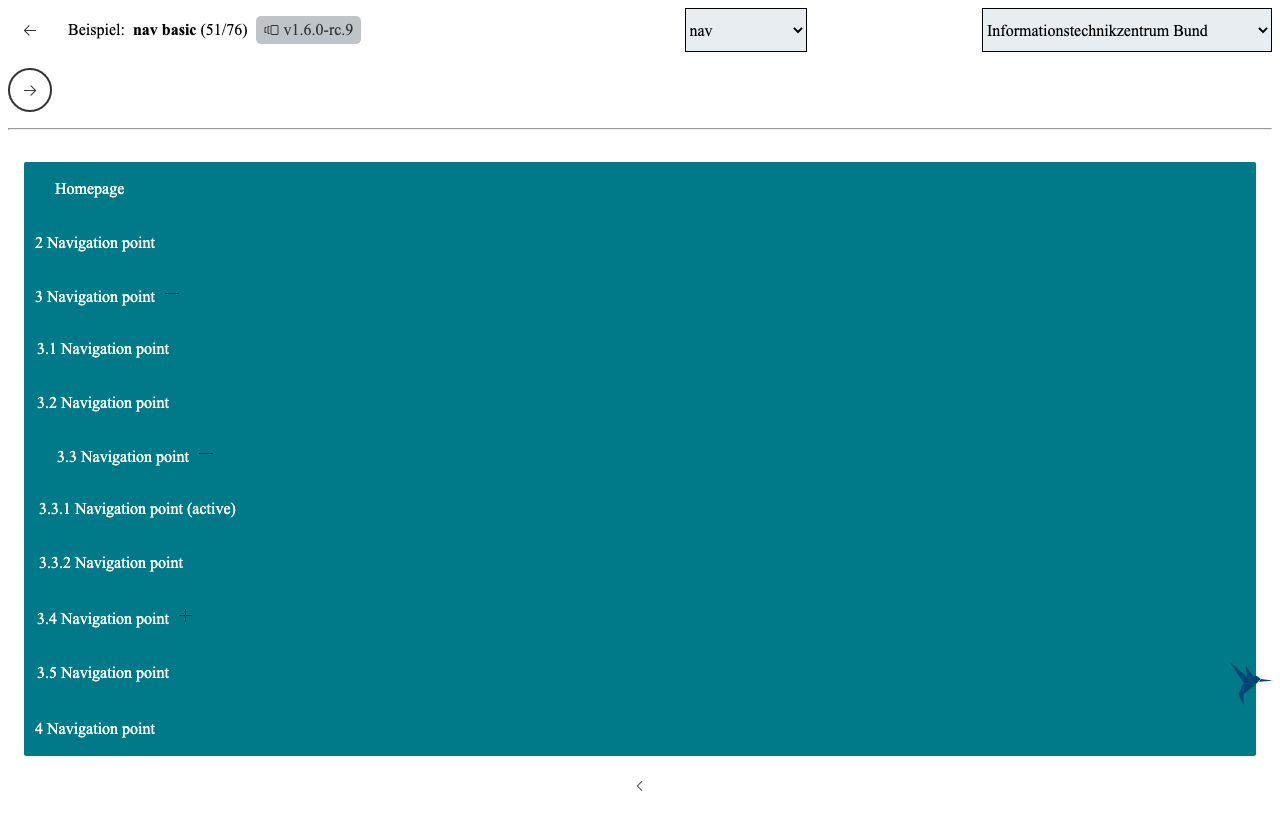 Beispiel: nav basic (51/76) v1.6.0-rc.9 nav Informationstechnikzentrum Bund
Homepage
2 Navigation point
3 Navigation point
3.1 Navigation point
3.2 Navigation point
3.3 Navigation point
3.3.1 Navigation point (active)
3.3.2 Navigation point
3.4 Navigation point
3.5 Navigation point
4 Navigation point